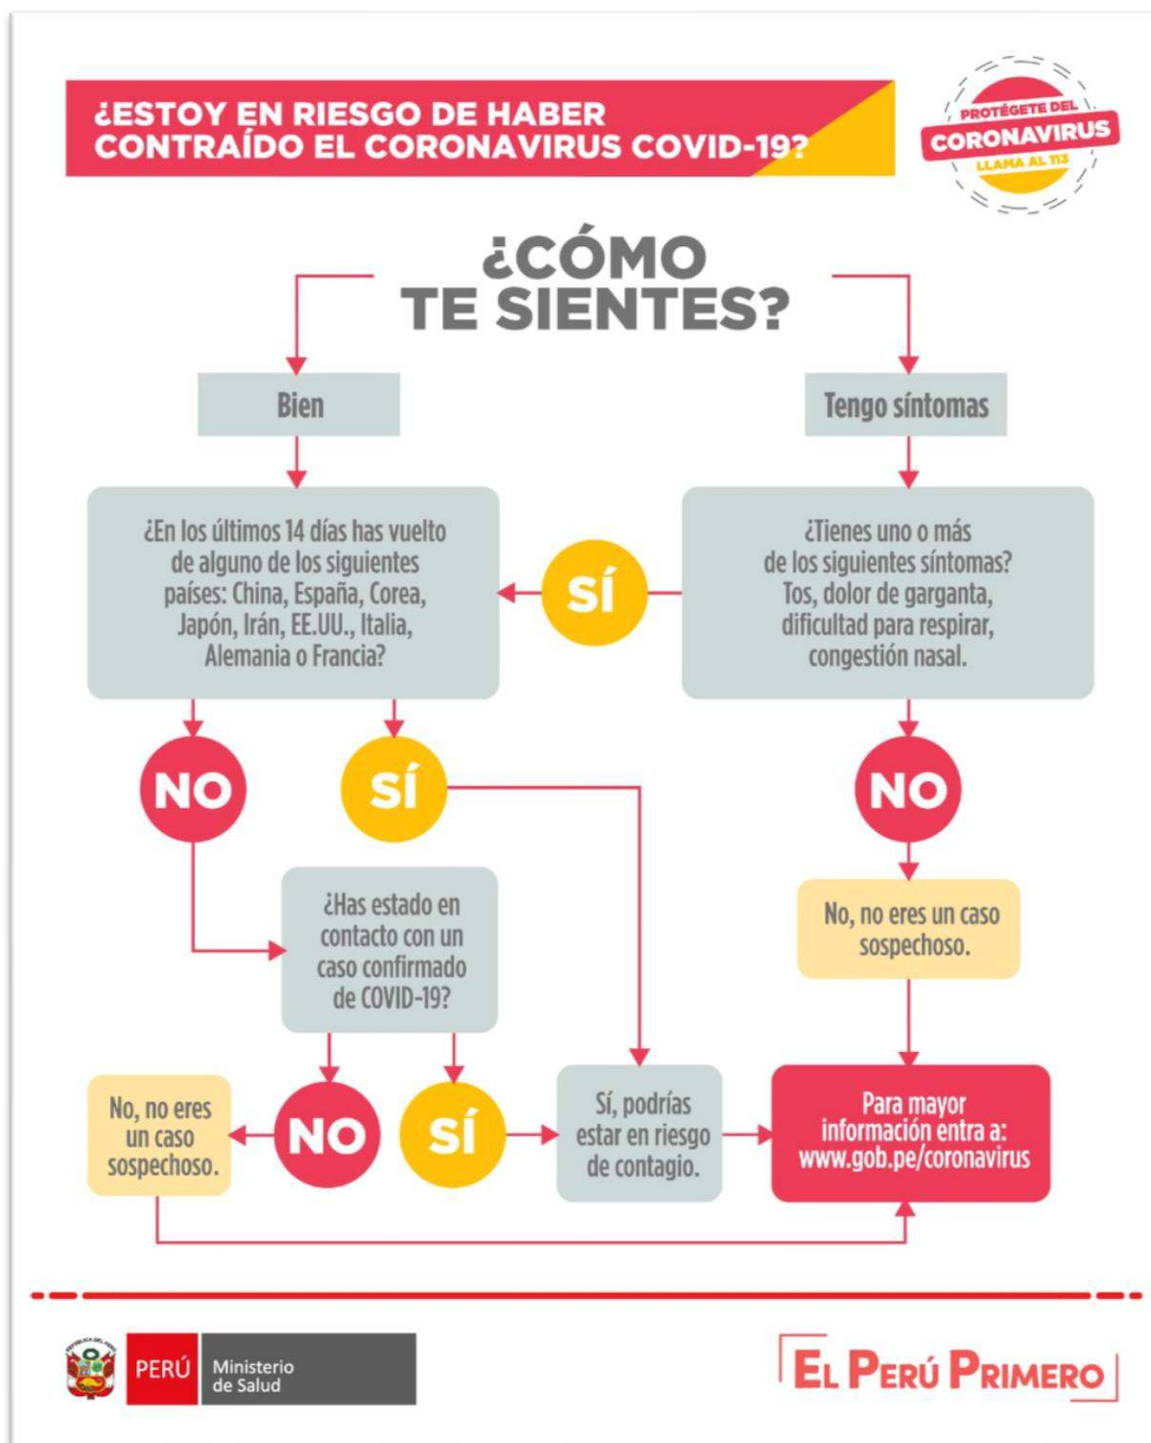 ¿ESTOY EN RIESGO DE HABER
CONTRAÍDO EL CORONAVIRUS COVID-19?
PROTÉGETE DEL
CORONAVIRUS
LLAMA AL 113
¿CÓMO
TE SIENTES?
Bien
Tengo síntomas
¿En los últimos 14 días has vuelto
de alguno de los siguientes
países: China, España, Corea,
Japón, Irán, EE.UU., Italia,
Alemania o Francia?
SÍ
¿Tienes uno o más
de los siguientes síntomas?
Tos, dolor de garganta,
dificultad para respirar,
congestión nasal.
NO
SÍ
NO
¿Has estado en
contacto con un
caso confirmado
de COVID-19?
No, no eres un caso
sospechoso.
No, no eres
un caso
sospechoso.
NO
SÍ
Sí, podrías
estar en riesgo
de contagio.
Para mayor
información entra a:
www.gob.pe/coronavirus
REPÚBLICA DEL PERÚ
PERÚ
Ministerio
de Salud
EL PERÚ PRIMERO